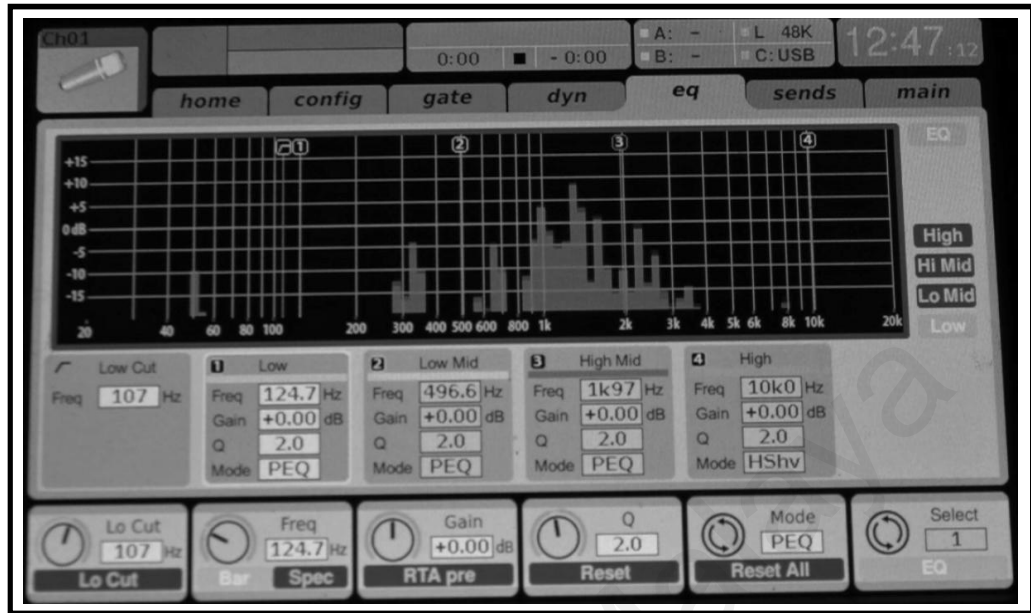 Ch01
0:00 ■ - 0:00
A: - L 48K
B: - C: USB
12:47:12
home config gate dyn eq sends main
1 2 3 4
EQ
+15
+10
+5
0 dB
-5
-10
-15
20 40 60 80 100 200 300 400 500 600 800 1k 2k 3k 4k 5k 6k 8k 10k 20k
High
Hi Mid
Lo Mid
Low
Low Cut
Freq 107 Hz
1 Low
Freq 124.7 Hz
Gain +0.00 dB
Q 2.0
Mode PEQ
2 Low Mid
Freq 496.6 Hz
Gain +0.00 dB
Q 2.0
Mode PEQ
3 High Mid
Freq 1k97 Hz
Gain +0.00 dB
Q 2.0
Mode PEQ
4 High
Freq 10k0 Hz
Gain +0.00 dB
Q 2.0
Mode HShv
Lo Cut
107 Hz
Lo Cut
Freq
124.7 Hz
Bar Spec
Gain
+0.00 dB
RTA pre
Q
2.0
Reset
Mode
PEQ
Reset All
Select
1
EQ